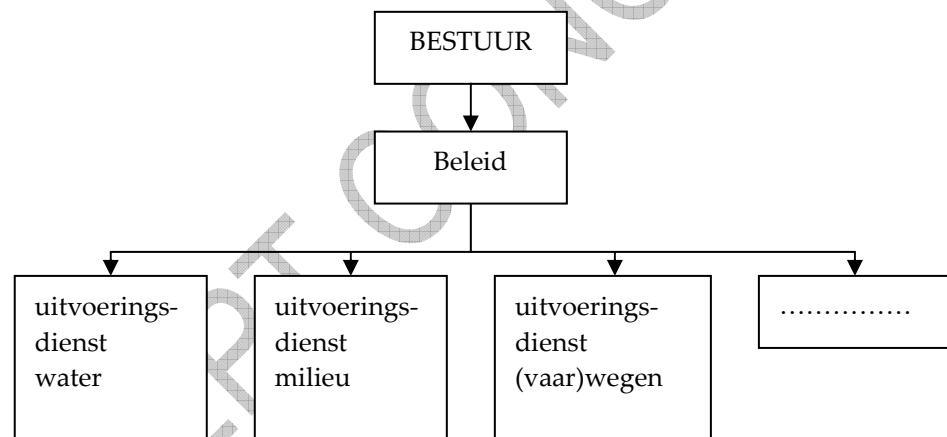 BESTUUR
Beleid
uitvoerings-
dienst
water
uitvoerings-
dienst
milieu
uitvoerings-
dienst
(vaar)wegen
……………